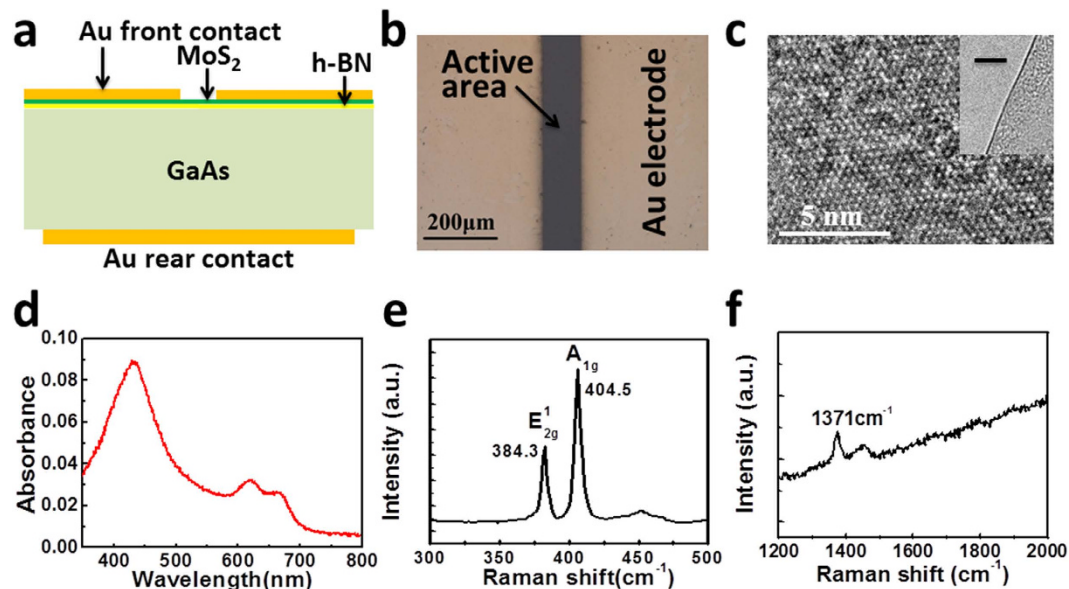 a
Au front contact
MoS₂
h-BN
GaAs
Au rear contact
b
Active
area
Au electrode
200μm
c
5 nm
d
0.10
0.08
0.06
0.04
0.02
0.00
Absorbance
400 500 600 700 800
Wavelength(nm)
e
A₁g
404.5
E¹₂g
384.3
Intensity (a.u.)
300 350 400 450 500
Raman shift(cm⁻¹)
f
1371cm⁻¹
Intensity (a.u.)
1200 1400 1600 1800 2000
Raman shift (cm⁻¹)